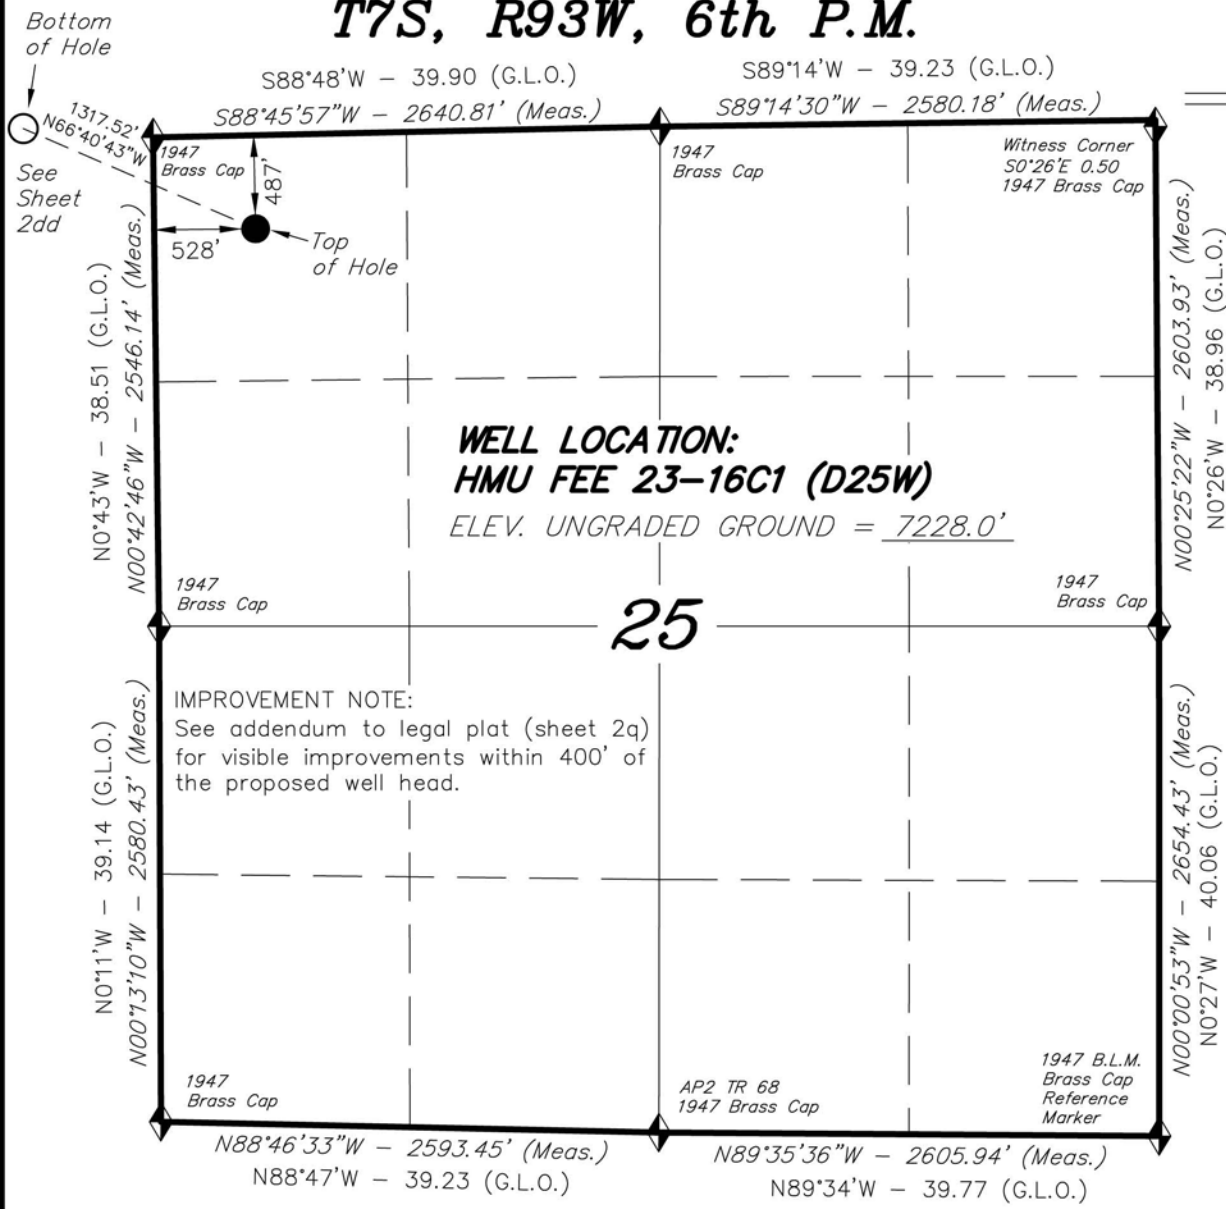 T7S, R93W, 6th P.M.
Bottom
of Hole
S88°48'W – 39.90 (G.L.O.)
S89°14'W – 39.23 (G.L.O.)
S88°45'57"W – 2640.81' (Meas.)
S89°14'30"W – 2580.18' (Meas.)
1317.52'
N66°40'43"W
See
Sheet
2dd
1947
Brass Cap
487'
528'
Top
of Hole
1947
Brass Cap
Witness Corner
S0°26'E 0.50
1947 Brass Cap
N0°43'W – 38.51 (G.L.O.)
N00°42'46"W – 2546.14' (Meas.)
N00°25'22"W – 2603.93' (Meas.)
N0°26'W – 38.96 (G.L.O.)
WELL LOCATION:
HMU FEE 23–16C1 (D25W)
ELEV. UNGRADED GROUND = 7228.0'
1947
Brass Cap
1947
Brass Cap
25
IMPROVEMENT NOTE:
See addendum to legal plat (sheet 2q)
for visible improvements within 400' of
the proposed well head.
N0°11'W – 39.14 (G.L.O.)
N00°13'10"W – 2580.43' (Meas.)
N00°00'53"W – 2654.43' (Meas.)
N0°27'W – 40.06 (G.L.O.)
1947
Brass Cap
AP2 TR 68
1947 Brass Cap
1947 B.L.M.
Brass Cap
Reference
Marker
N88°46'33"W – 2593.45' (Meas.)
N88°47'W – 39.23 (G.L.O.)
N89°35'36"W – 2605.94' (Meas.)
N89°34'W – 39.77 (G.L.O.)